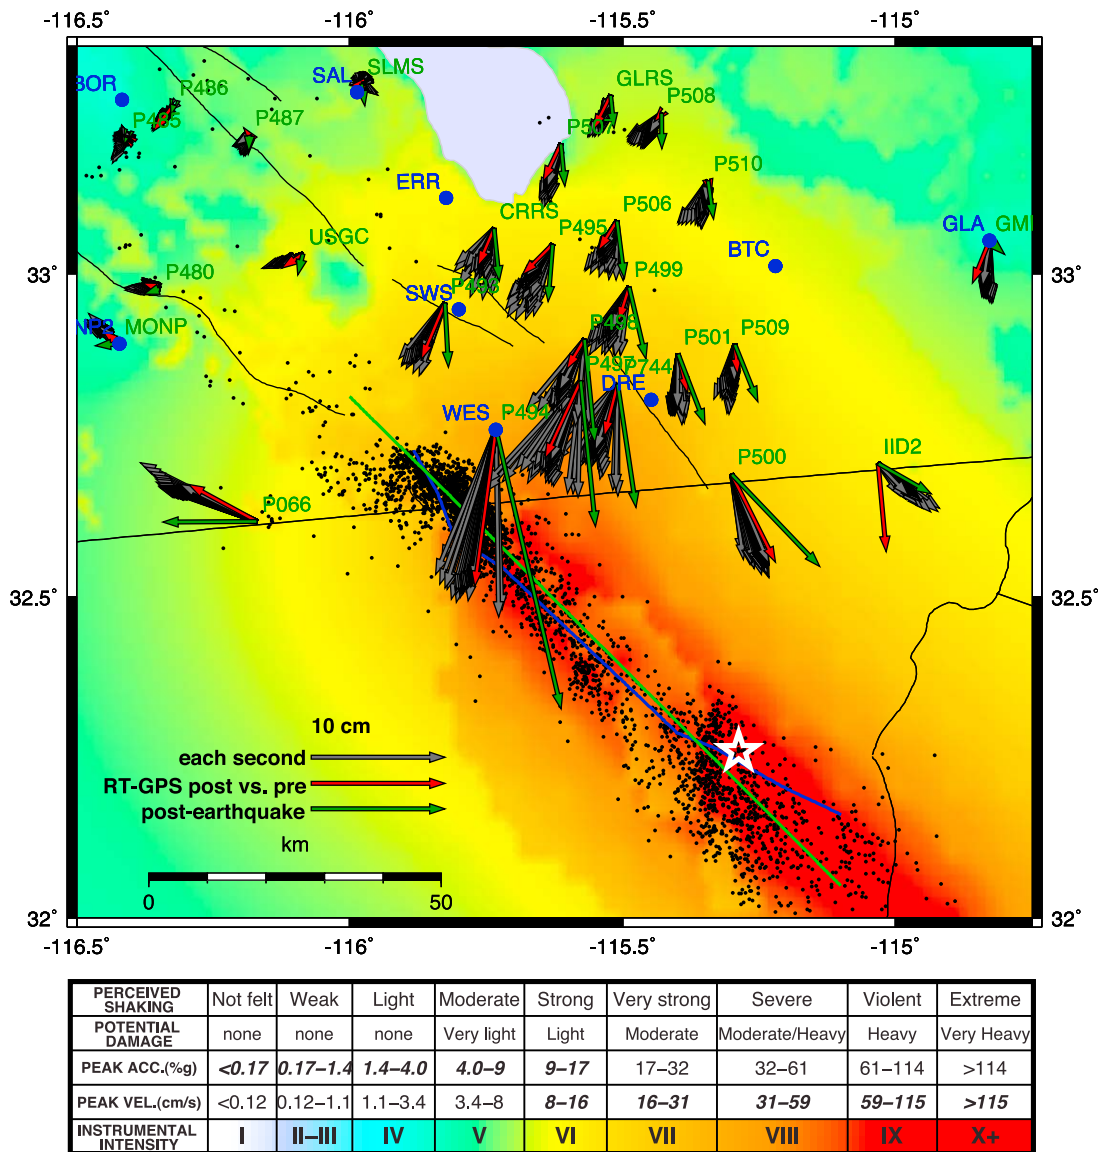 -116.5° -116° -115.5° -115°
BOR
P486
P485
P487
SAL
SLMS
GLRS
P508
P507
P510
ERR
CRRS
P506
P495
GLA
BTC
USGC
33°
33°
P480
P499
SWS
MONP
P498
P501
P509
P497
P744
DRE
WES
P494
P500
IID2
P066
32.5°
32.5°
10 cm
each second
RT-GPS post vs. pre
post-earthquake
km
0 50
32°
32°
-116.5° -116° -115.5° -115°
PERCEIVED SHAKING Not felt Weak Light Moderate Strong Very strong Severe Violent Extreme
POTENTIAL DAMAGE none none none Very light Light Moderate Moderate/Heavy Heavy Very Heavy
PEAK ACC.(%g) <0.17 0.17–1.4 1.4–4.0 4.0–9 9–17 17–32 32–61 61–114 >114
PEAK VEL.(cm/s) <0.12 0.12–1.1 1.1–3.4 3.4–8 8–16 16–31 31–59 59–115 >115
INSTRUMENTAL INTENSITY I II–III IV V VI VII VIII IX X+